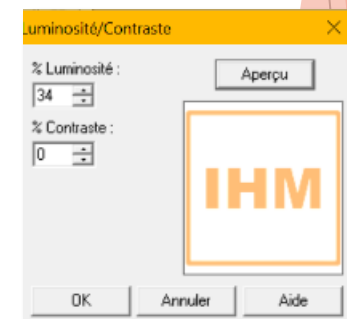 Luminosité/Contraste
% Luminosité :
Aperçu
34
% Contraste :
0
IHM
OK
Annuler
Aide